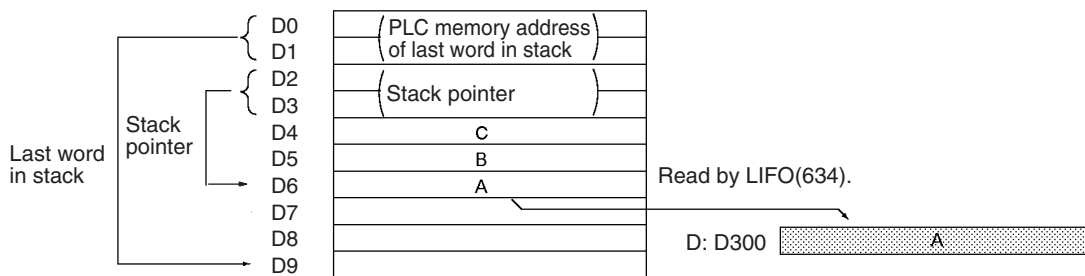 D0
D1
D2
D3
D4
D5
D6
D7
D8
D9
PLC memory address
of last word in stack
Stack pointer
C
B
A
Stack
pointer
Last word
in stack
Read by LIFO(634).
D: D300
A